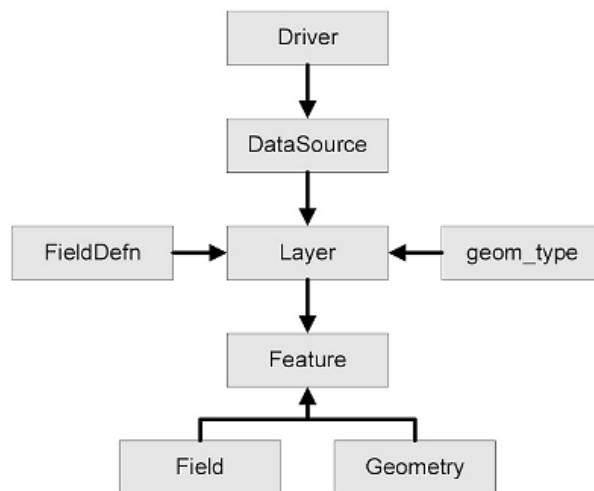 Driver
DataSource
FieldDefn
Layer
geom_type
Feature
Field
Geometry